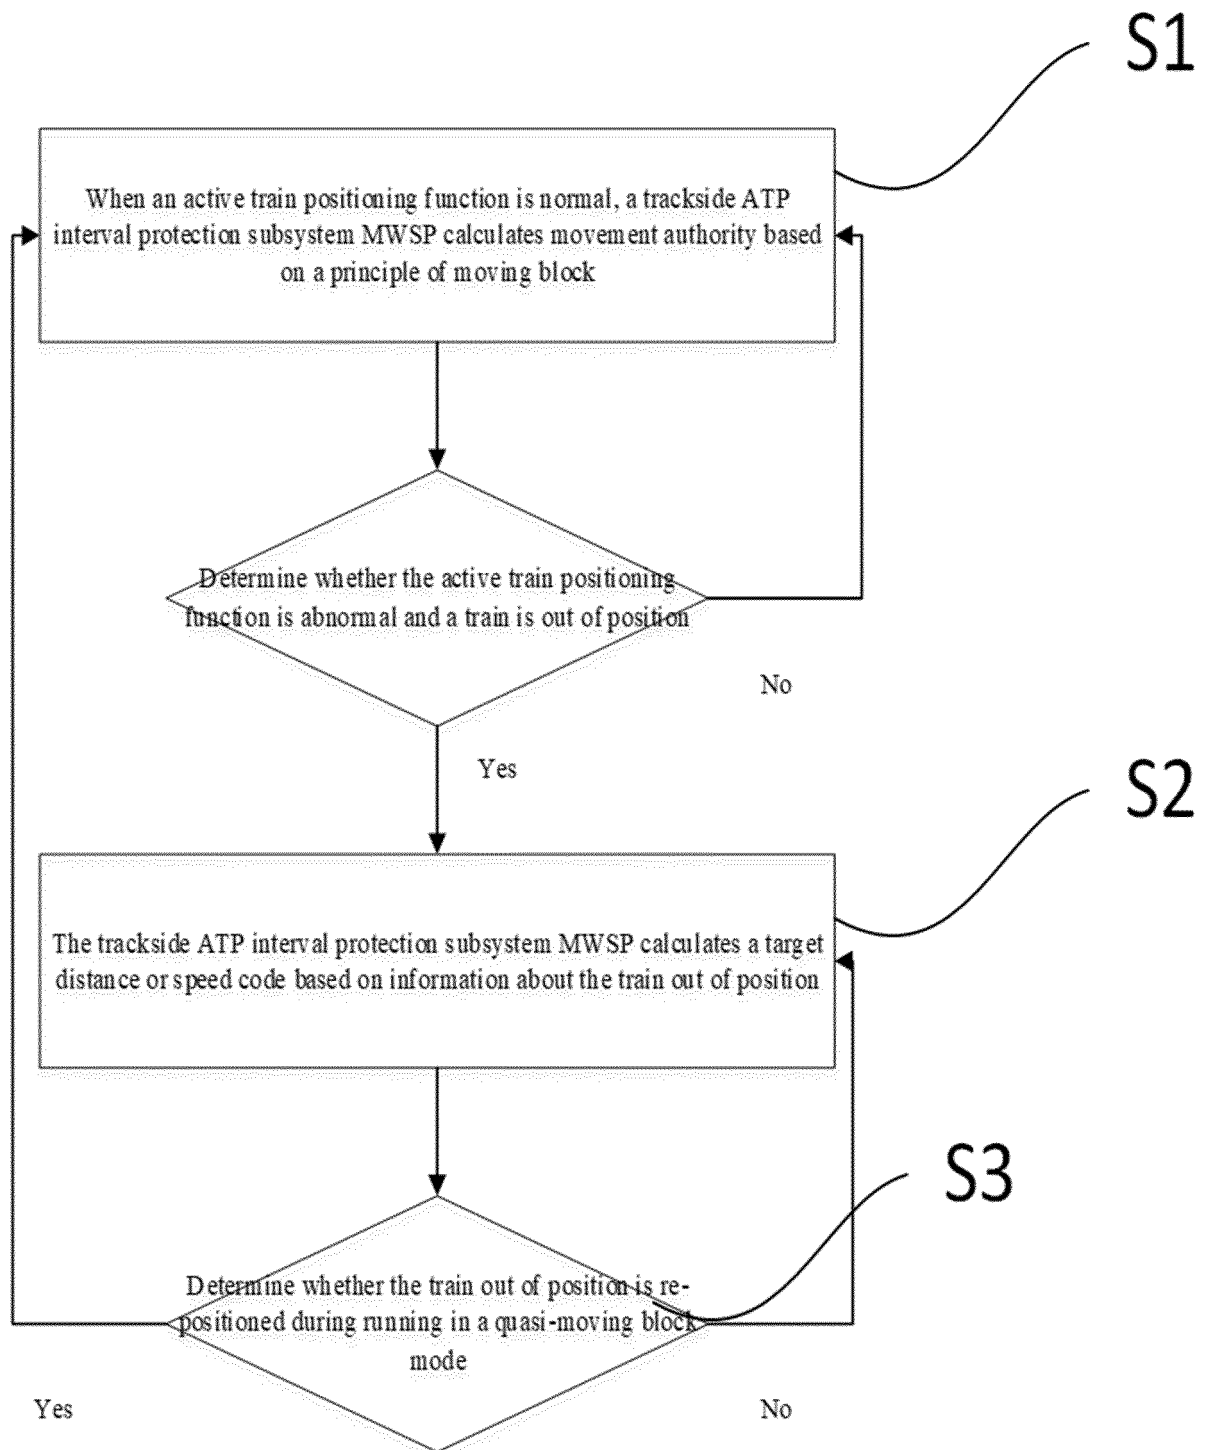 S1
When an active train positioning function is normal, a trackside ATP
interval protection subsystem MWSP calculates movement authority based
on a principle of moving block
Determine whether the active train positioning
function is abnormal and a train is out of position
No
Yes
S2
The trackside ATP interval protection subsystem MWSP calculates a target
distance or speed code based on information about the train out of position
S3
Determine whether the train out of position is re-
positioned during running in a quasi-moving block
mode
Yes
No